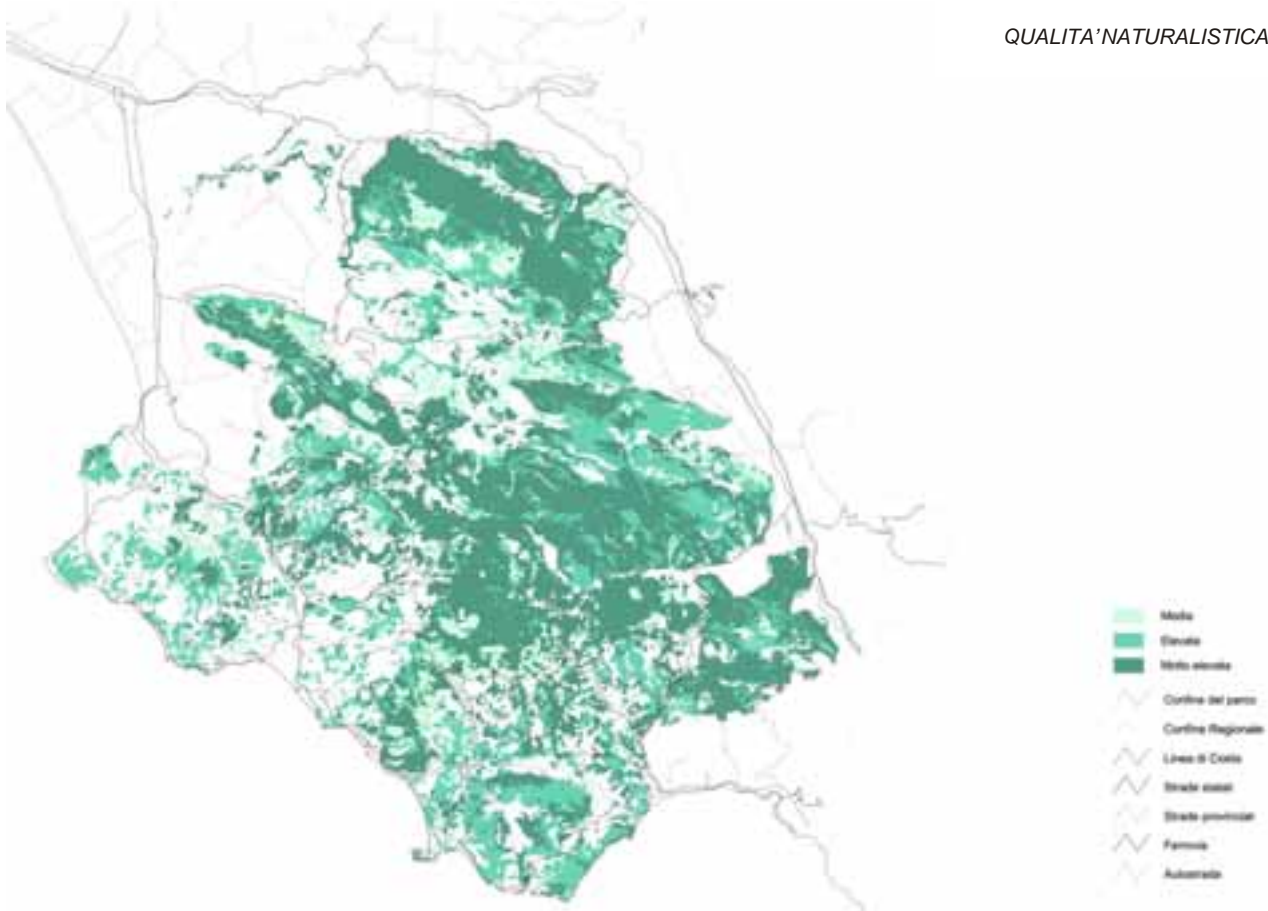 QUALITA' NATURALISTICA
Media
Elevata
Molto elevata
Confine del parco
Confine Regionale
Linea di Costa
Strade statali
Strade provinciali
Ferrovia
Autostrada